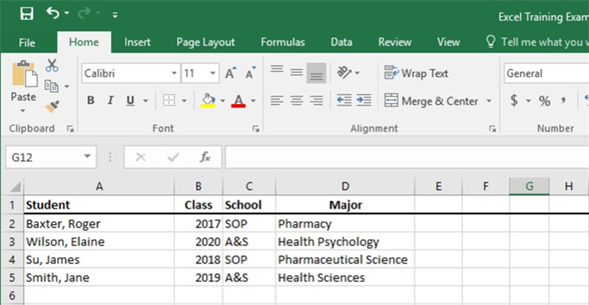 Excel Training Exam
File Home Insert Page Layout Formulas Data Review View Tell me what you w
Calibri 11 A A Wrap Text General
Paste B I U A Merge & Center $ % ,
Clipboard Font Alignment Number
G12 fx
A B C D E F G H
1 Student Class School Major
2 Baxter, Roger 2017 SOP Pharmacy
3 Wilson, Elaine 2020 A&S Health Psychology
4 Su, James 2018 SOP Pharmaceutical Science
5 Smith, Jane 2019 A&S Health Sciences
6